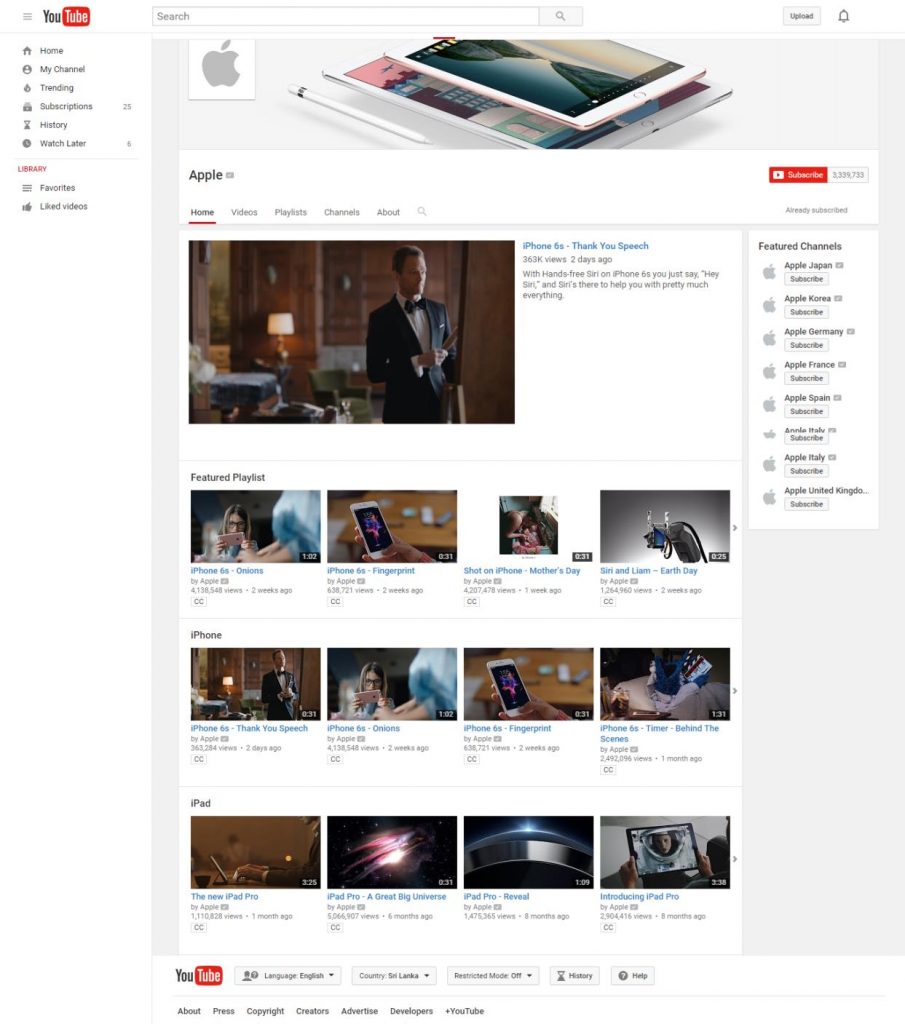 YouTube
Search
Upload
Home
My Channel
Trending
Subscriptions 25
History
Watch Later 6
LIBRARY
Favorites
Liked videos
Apple
Subscribe 3,339,733
Home Videos Playlists Channels About
Already subscribed
iPhone 6s - Thank You Speech
363K views 2 days ago
With Hands-free Siri on iPhone 6s you just say, "Hey
Siri," and Siri's there to help you with pretty much
everything.
Featured Channels
Apple Japan
Subscribe
Apple Korea
Subscribe
Apple Germany
Subscribe
Apple France
Subscribe
Apple Spain
Subscribe
Apple Italy
Subscribe
Apple Italy
Subscribe
Apple United Kingdo...
Subscribe
Featured Playlist
1:02
iPhone 6s - Onions
by Apple
4,138,548 views • 2 weeks ago
CC
0:31
iPhone 6s - Fingerprint
by Apple
638,721 views • 2 weeks ago
CC
0:31
Shot on iPhone - Mother's Day
by Apple
4,207,478 views • 1 week ago
CC
0:25
Siri and Liam – Earth Day
by Apple
1,264,960 views • 2 weeks ago
CC
iPhone
0:31
iPhone 6s - Thank You Speech
by Apple
363,284 views • 2 days ago
CC
1:02
iPhone 6s - Onions
by Apple
4,138,548 views • 2 weeks ago
CC
0:31
iPhone 6s - Fingerprint
by Apple
638,721 views • 2 weeks ago
CC
1:31
iPhone 6s - Timer - Behind The
Scenes
by Apple
2,492,096 views • 1 month ago
CC
iPad
3:25
The new iPad Pro
by Apple
1,110,828 views • 1 month ago
CC
0:31
iPad Pro - A Great Big Universe
by Apple
5,066,907 views • 6 months ago
CC
1:09
iPad Pro - Reveal
by Apple
1,475,365 views • 8 months ago
3:38
Introducing iPad Pro
by Apple
2,904,416 views • 8 months ago
CC
YouTube
Language: English
Country: Sri Lanka
Restricted Mode: Off
History
Help
About Press Copyright Creators Advertise Developers +YouTube